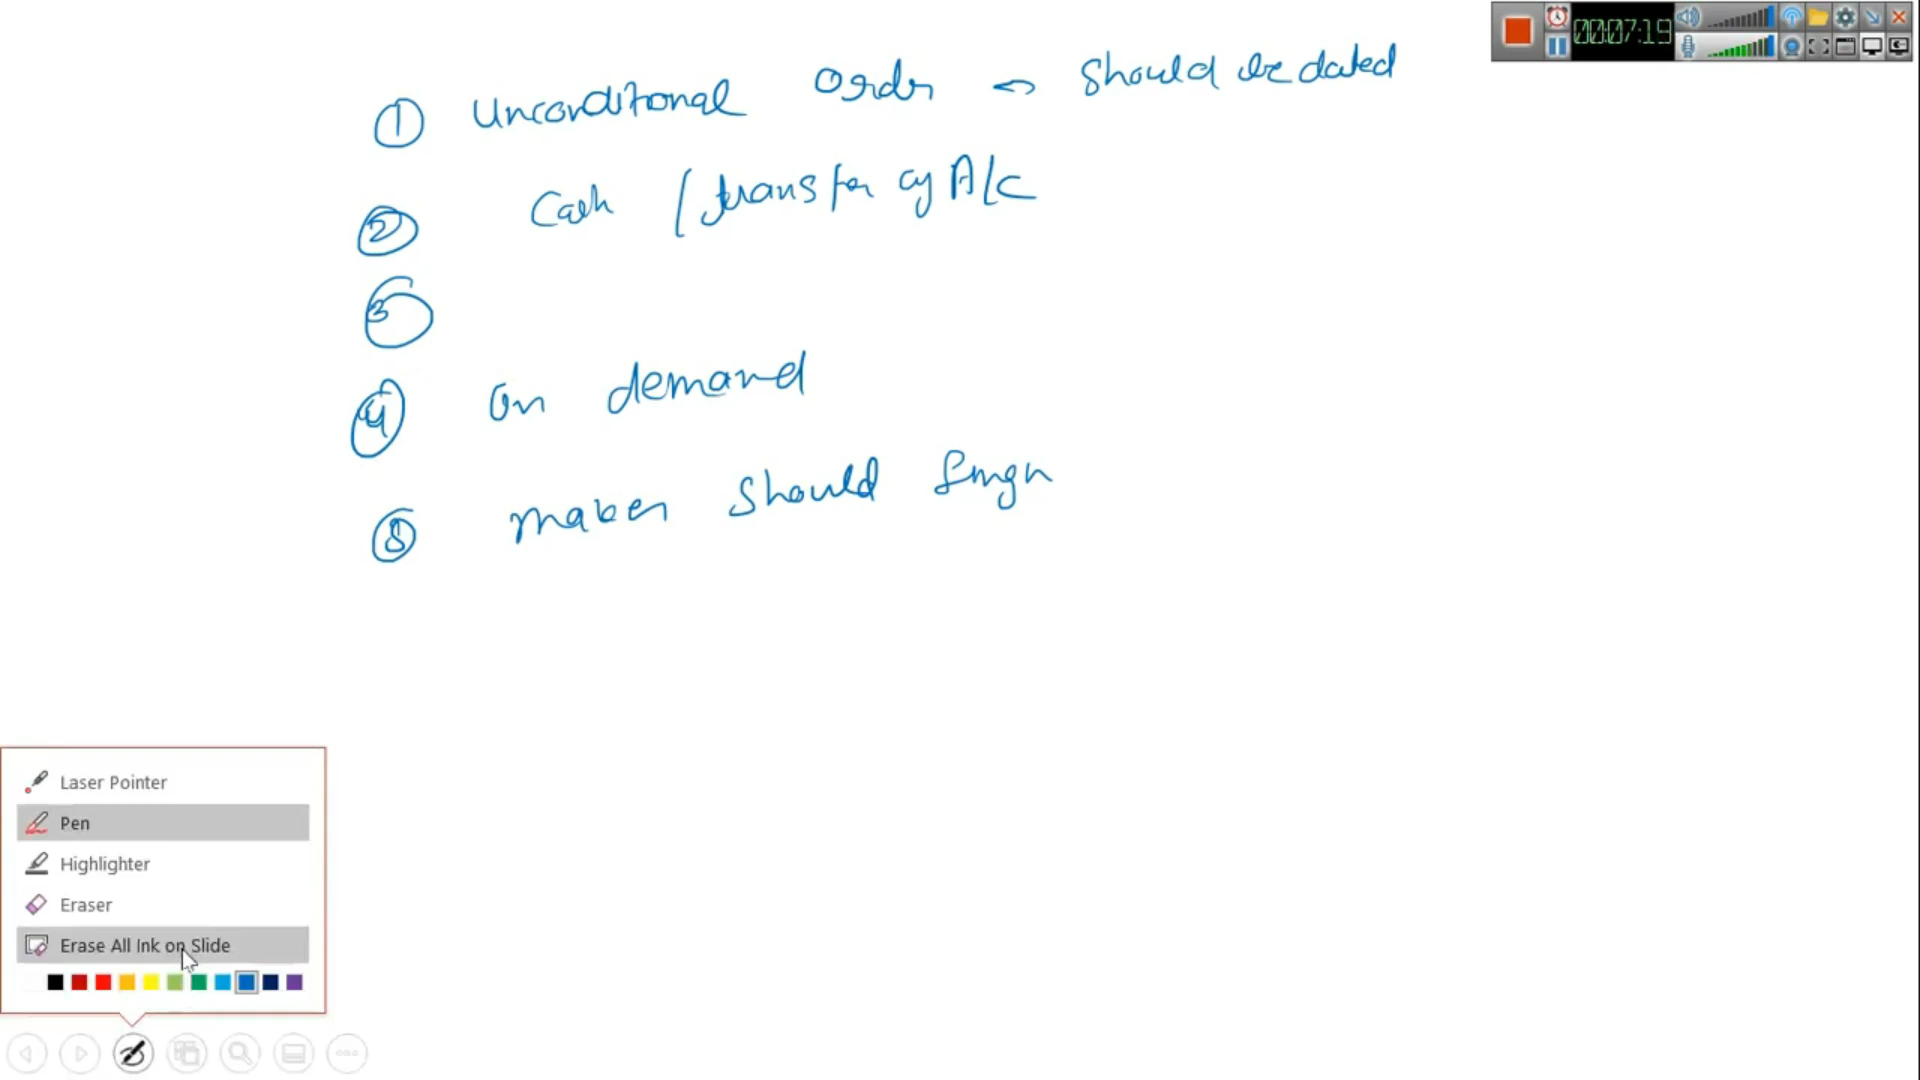 00:07:19
① Unconditional Order should be dated
② Cash / transfer of A/C
③
④ On demand
⑤ maker should sign
Laser Pointer
Pen
Highlighter
Eraser
Erase All Ink on Slide